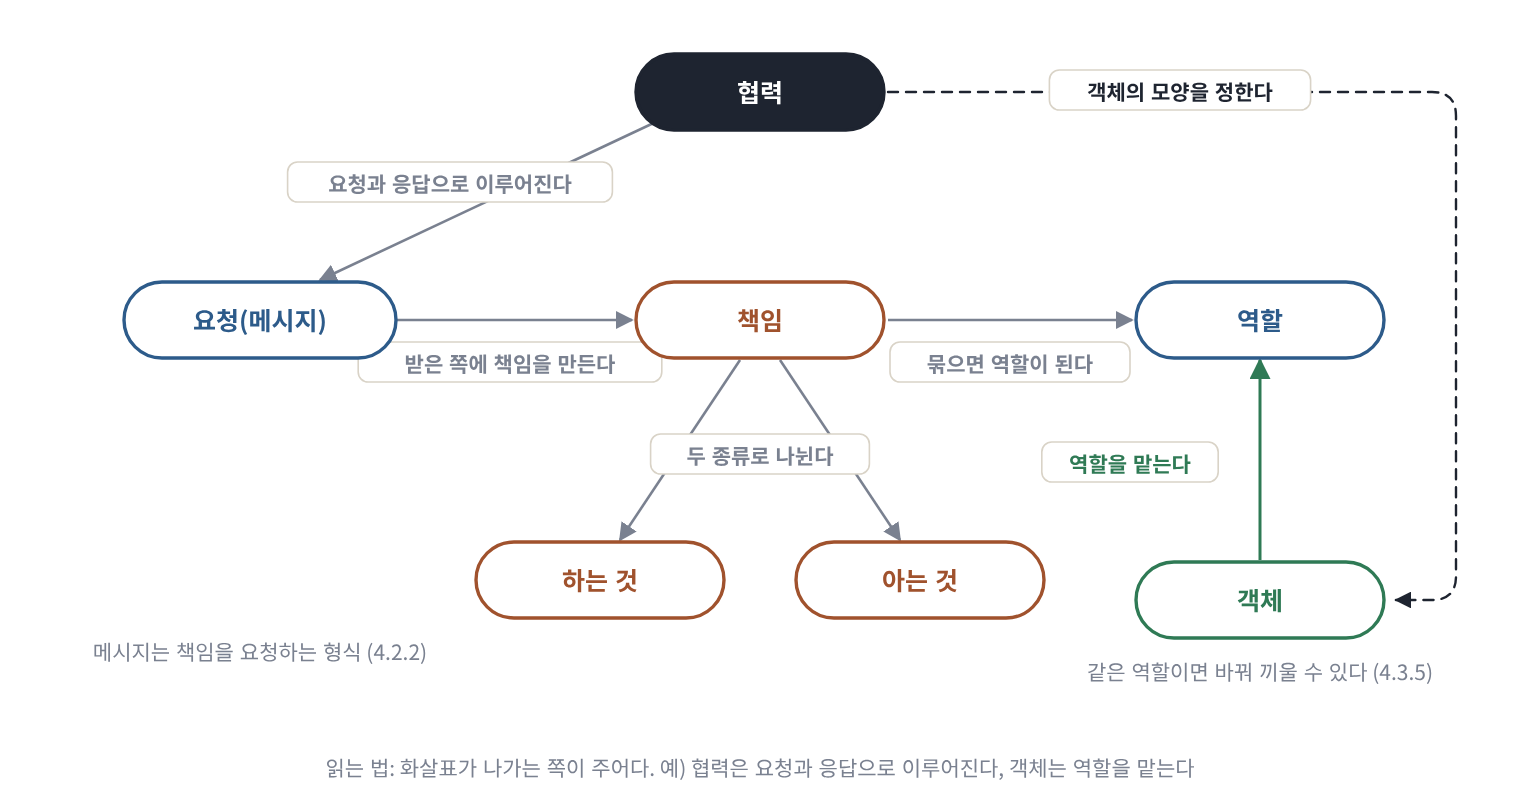 협력
객체의 모양을 정한다
요청과 응답으로 이루어진다
요청(메시지)
책임
역할
받은 쪽에 책임을 만든다
묶으면 역할이 된다
두 종류로 나뉜다
역할을 맡는다
하는 것
아는 것
객체
메시지는 책임을 요청하는 형식 (4.2.2)
같은 역할이면 바꿔 끼울 수 있다 (4.3.5)
읽는 법: 화살표가 나가는 쪽이 주어다. 예) 협력은 요청과 응답으로 이루어진다, 객체는 역할을 맡는다